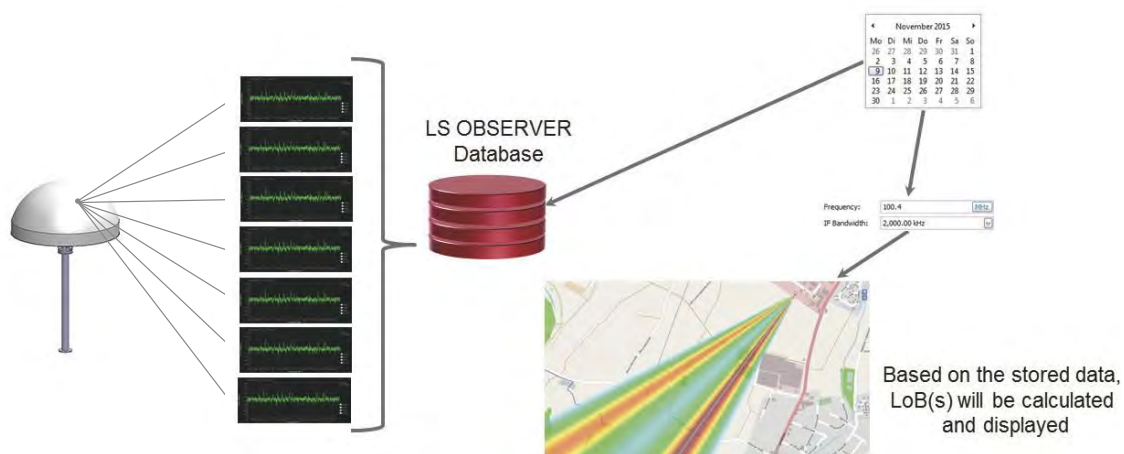 November 2015
Mo Di Mi Do Fr Sa So
26 27 28 29 30 31 1
2 3 4 5 6 7 8
9 10 11 12 13 14 15
16 17 18 19 20 21 22
23 24 25 26 27 28 29
30 1 2 3 4 5 6
LS OBSERVER
Database
Frequency: 100.4 MHz
IF Bandwidth: 2,000.00 kHz
Based on the stored data,
LoB(s) will be calculated
and displayed